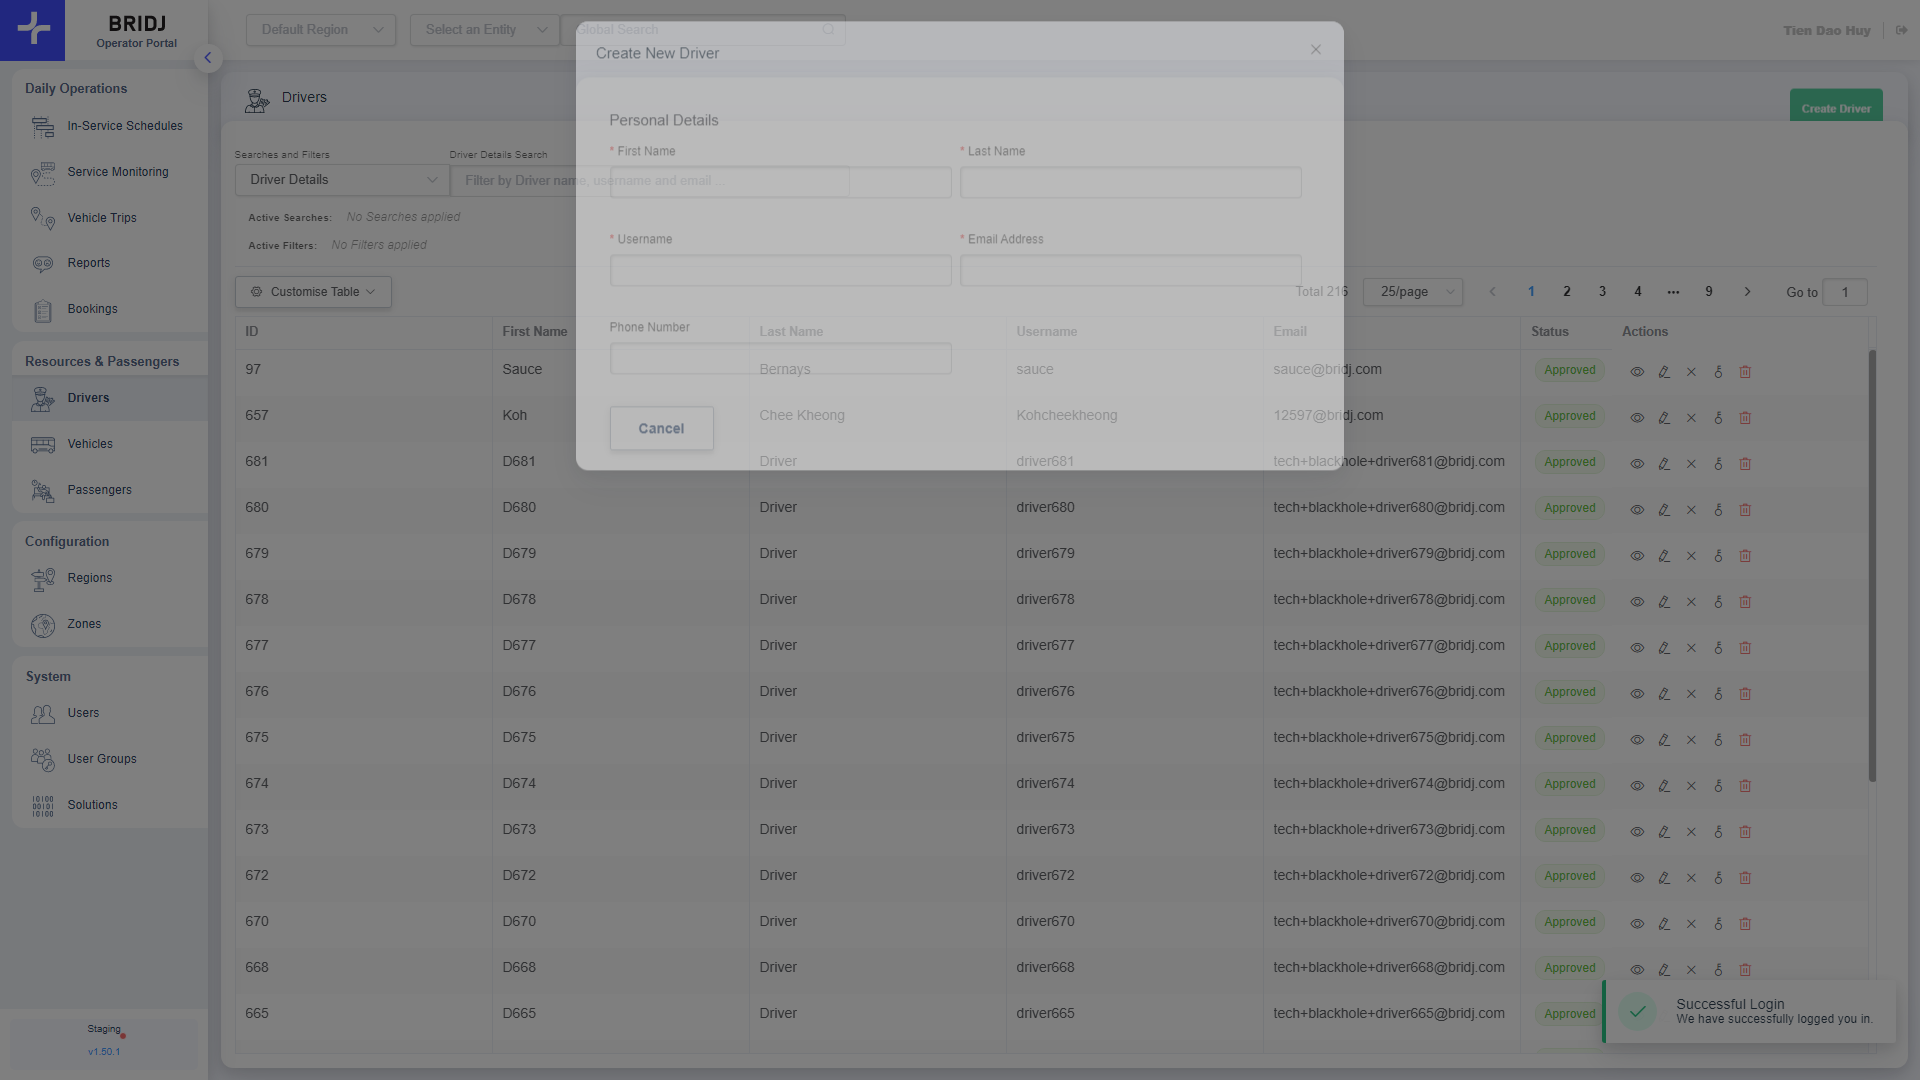 BRIDJ
Operator Portal
Default Region
Select an Entity
Global Search
Tien Dao Huy
Create New Driver
Daily Operations
In-Service Schedules
Service Monitoring
Vehicle Trips
Reports
Bookings
Resources & Passengers
Drivers
Vehicles
Passengers
Configuration
Regions
Zones
System
Users
User Groups
Solutions
Staging
v1.50.1
Drivers
Create Driver
Searches and Filters
Driver Details Search
Driver Details
Filter by Driver name, username and email ...
Active Searches: No Searches applied
Active Filters: No Filters applied
Personal Details
* First Name
* Last Name
* Username
* Email Address
Phone Number
Cancel
Customise Table
Total 216
25/page
1 2 3 4 ... 9
Go to 1
ID First Name Last Name Username Email Status Actions
97 Sauce Bernays sauce sauce@bridj.com Approved
657 Koh Chee Kheong Kohcheekheong 12597@bridj.com Approved
681 D681 Driver driver681 tech+blackhole+driver681@bridj.com Approved
680 D680 Driver driver680 tech+blackhole+driver680@bridj.com Approved
679 D679 Driver driver679 tech+blackhole+driver679@bridj.com Approved
678 D678 Driver driver678 tech+blackhole+driver678@bridj.com Approved
677 D677 Driver driver677 tech+blackhole+driver677@bridj.com Approved
676 D676 Driver driver676 tech+blackhole+driver676@bridj.com Approved
675 D675 Driver driver675 tech+blackhole+driver675@bridj.com Approved
674 D674 Driver driver674 tech+blackhole+driver674@bridj.com Approved
673 D673 Driver driver673 tech+blackhole+driver673@bridj.com Approved
672 D672 Driver driver672 tech+blackhole+driver672@bridj.com Approved
670 D670 Driver driver670 tech+blackhole+driver670@bridj.com Approved
668 D668 Driver driver668 tech+blackhole+driver668@bridj.com Approved
665 D665 Driver driver665 tech+blackhole+driver665@bridj.com Approved
Successful Login
We have successfully logged you in.